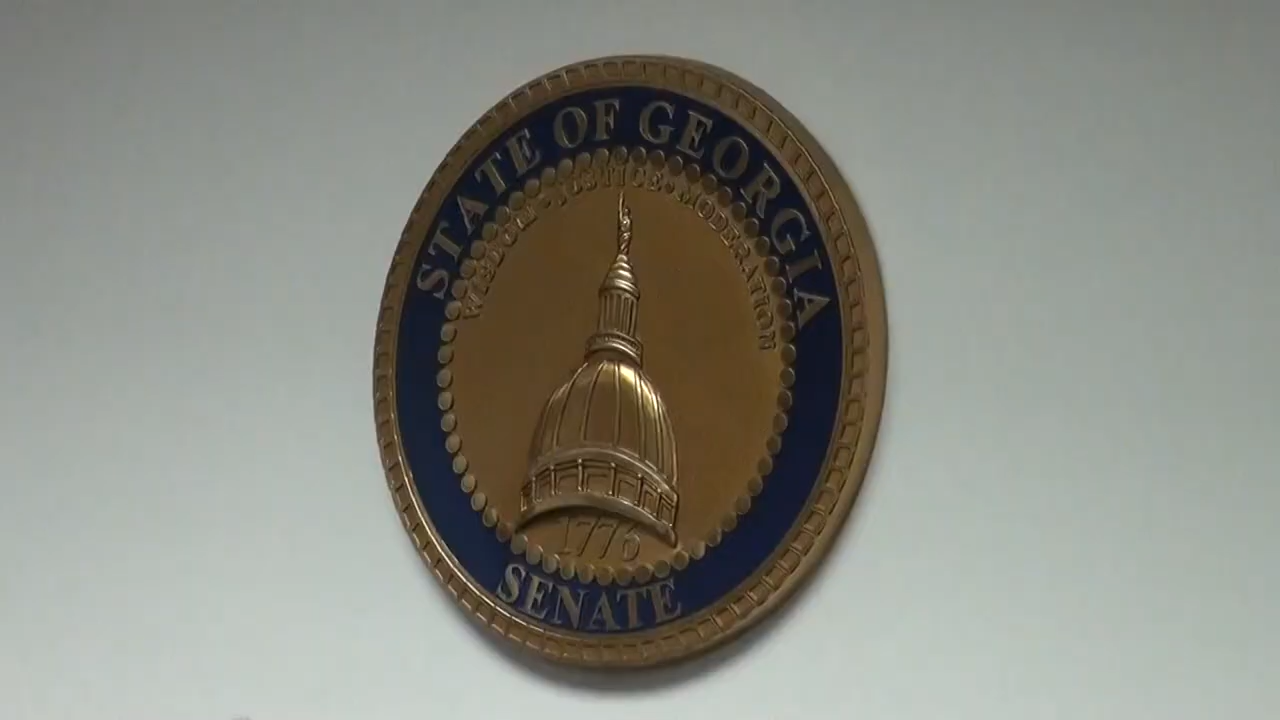 STATE OF GEORGIA
WISDOM · JUSTICE · MODERATION
1776
SENATE